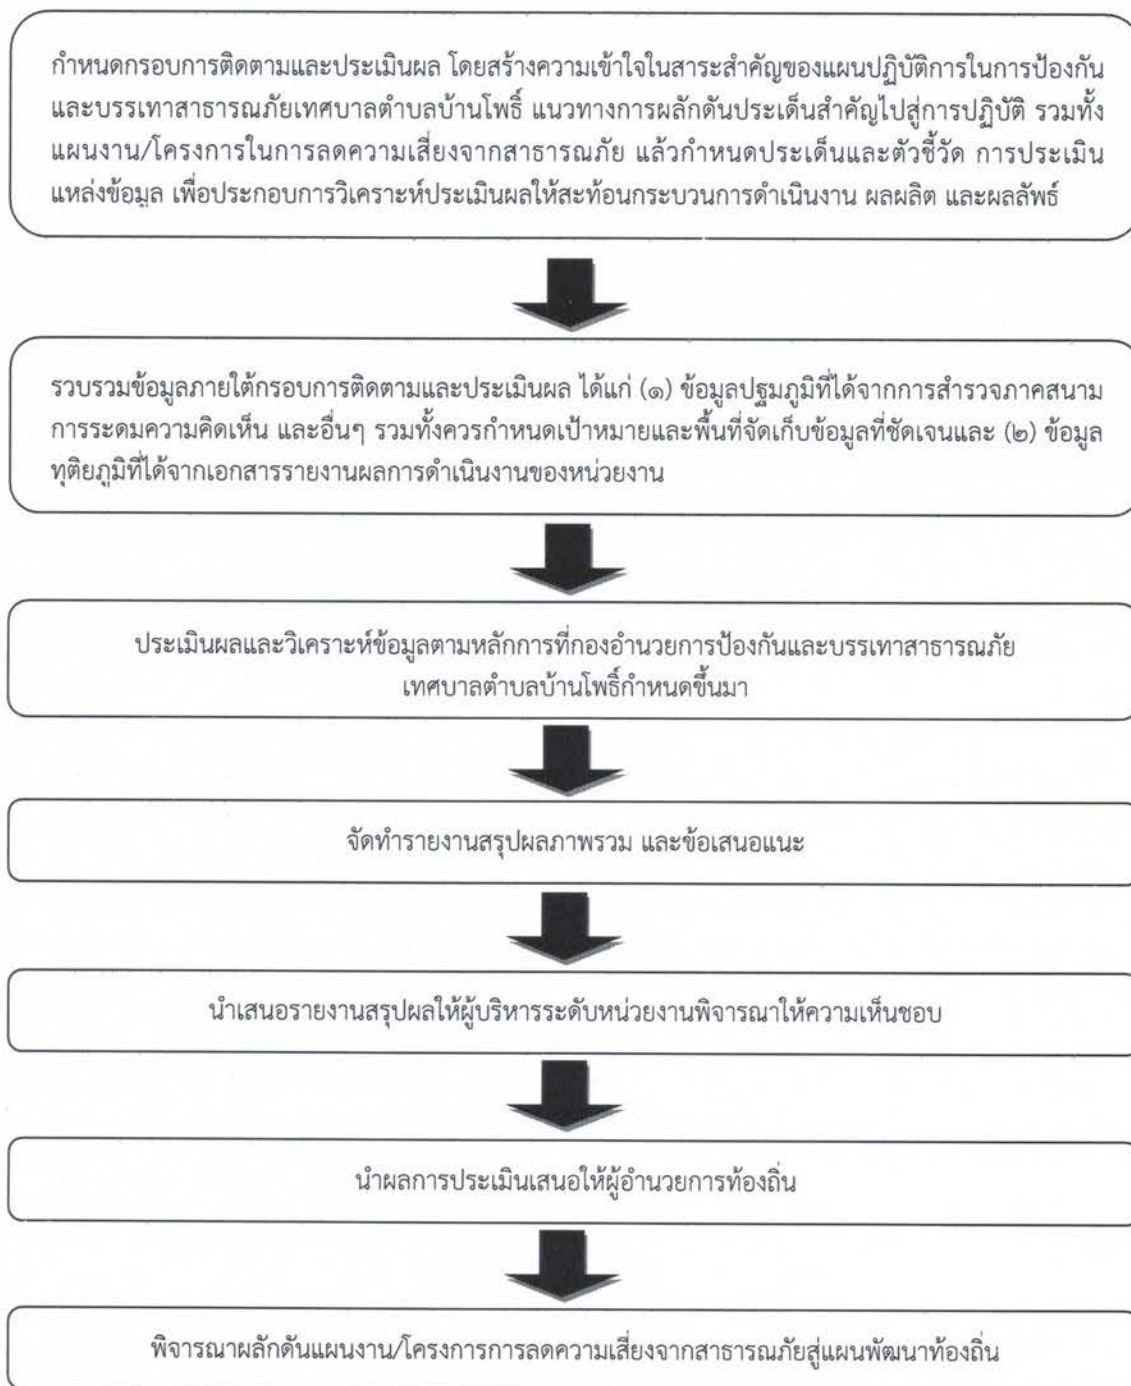 กำหนดกรอบการติดตามและประเมินผล โดยสร้างความเข้าใจในสาระสำคัญของแผนปฏิบัติการในการป้องกัน
และบรรเทาสาธารณภัยเทศบาลตำบลบ้านโพธิ์ แนวทางการผลักดันประเด็นสำคัญไปสู่การปฏิบัติ รวมทั้ง
แผนงาน/โครงการในการลดความเสี่ยงจากสาธารณภัย แล้วกำหนดประเด็นและตัวชี้วัด การประเมิน
แหล่งข้อมูล เพื่อประกอบการวิเคราะห์ประเมินผลให้สะท้อนกระบวนการดำเนินงาน ผลผลิต และผลลัพธ์
รวบรวมข้อมูลภายใต้กรอบการติดตามและประเมินผล ได้แก่ (๑) ข้อมูลปฐมภูมิที่ได้จากการสำรวจภาคสนาม
การระดมความคิดเห็น และอื่นๆ รวมทั้งควรกำหนดเป้าหมายและพื้นที่จัดเก็บข้อมูลที่ชัดเจนและ (๒) ข้อมูล
ทุติยภูมิที่ได้จากเอกสารรายงานผลการดำเนินงานของหน่วยงาน
ประเมินผลและวิเคราะห์ข้อมูลตามหลักการที่กองอำนวยการป้องกันและบรรเทาสาธารณภัย
เทศบาลตำบลบ้านโพธิ์กำหนดขึ้นมา
จัดทำรายงานสรุปผลภาพรวม และข้อเสนอแนะ
นำเสนอรายงานสรุปผลให้ผู้บริหารระดับหน่วยงานพิจารณาให้ความเห็นชอบ
นำผลการประเมินเสนอให้ผู้อำนวยการท้องถิ่น
พิจารณาผลักดันแผนงาน/โครงการการลดความเสี่ยงจากสาธารณภัยสู่แผนพัฒนาท้องถิ่น